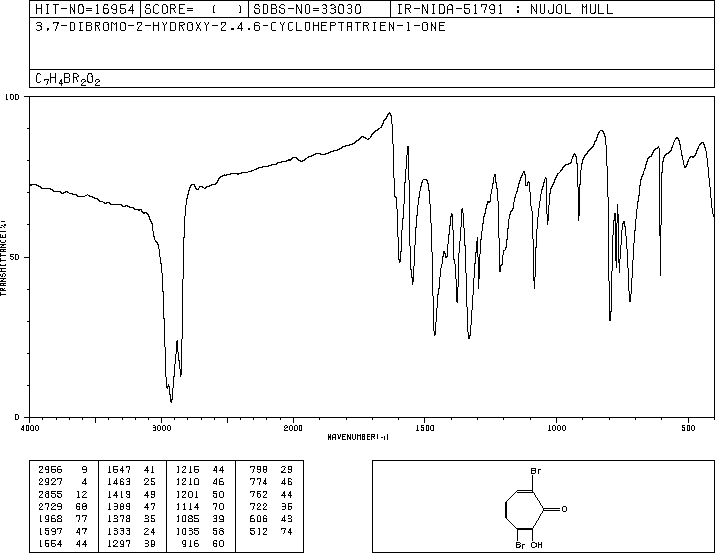 HIT-NO=16954 SCORE= ( ) SDBS-NO=33030 IR-NIDA-51791 : NUJOL MULL
3,7-DIBROMO-2-HYDROXY-2,4,6-CYCLOHEPTATRIEN-1-ONE
C7H4BR2O2
100
50
0
TRANSMITTANCE(%)
4000 3000 2000 1500 1000 500
WAVENUMBER(-1)
2956 9 1547 41 1216 44 798 29
2927 4 1463 25 1210 46 774 46
2855 12 1419 49 1201 50 762 44
2729 68 1389 47 1114 70 722 35
1968 77 1378 35 1085 39 606 43
1597 47 1333 24 1035 58 512 74
1554 44 1297 39 916 60
Br
O
Br OH